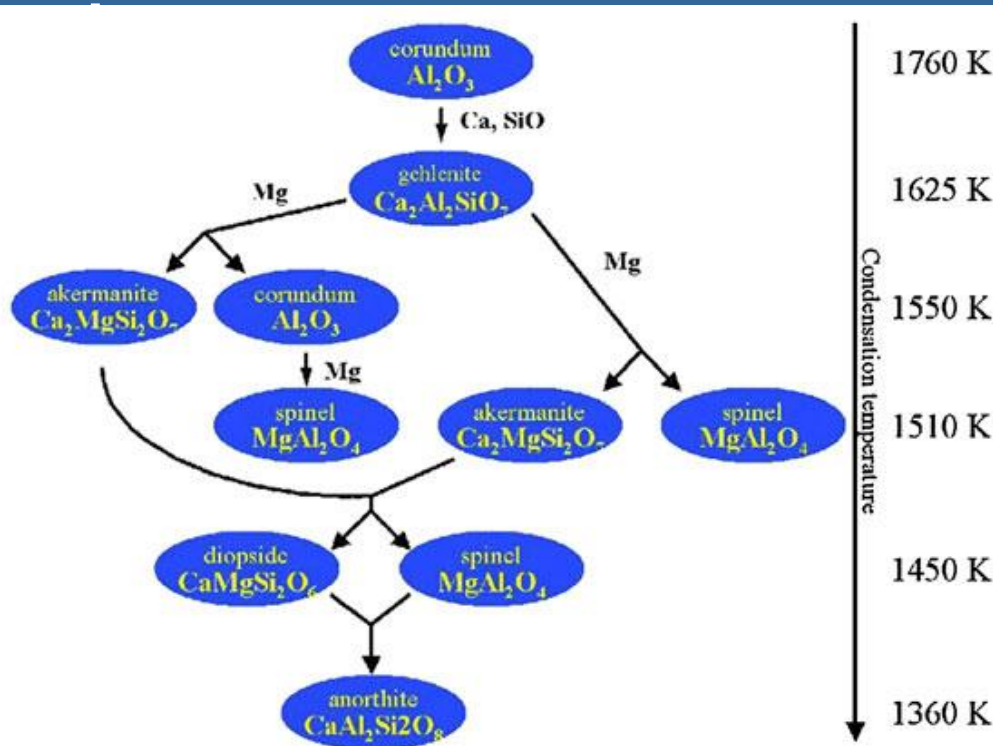 corundum
Al₂O₃
1760 K
Ca, SiO
gehlenite
Ca₂Al₂SiO₇
1625 K
Mg
Mg
akermanite
Ca₂MgSi₂O₇
corundum
Al₂O₃
1550 K
Mg
spinel
MgAl₂O₄
akermanite
Ca₂MgSi₂O₇
spinel
MgAl₂O₄
1510 K
diopside
CaMgSi₂O₆
spinel
MgAl₂O₄
1450 K
anorthite
CaAl₂Si2O₈
1360 K
Condensation temperature